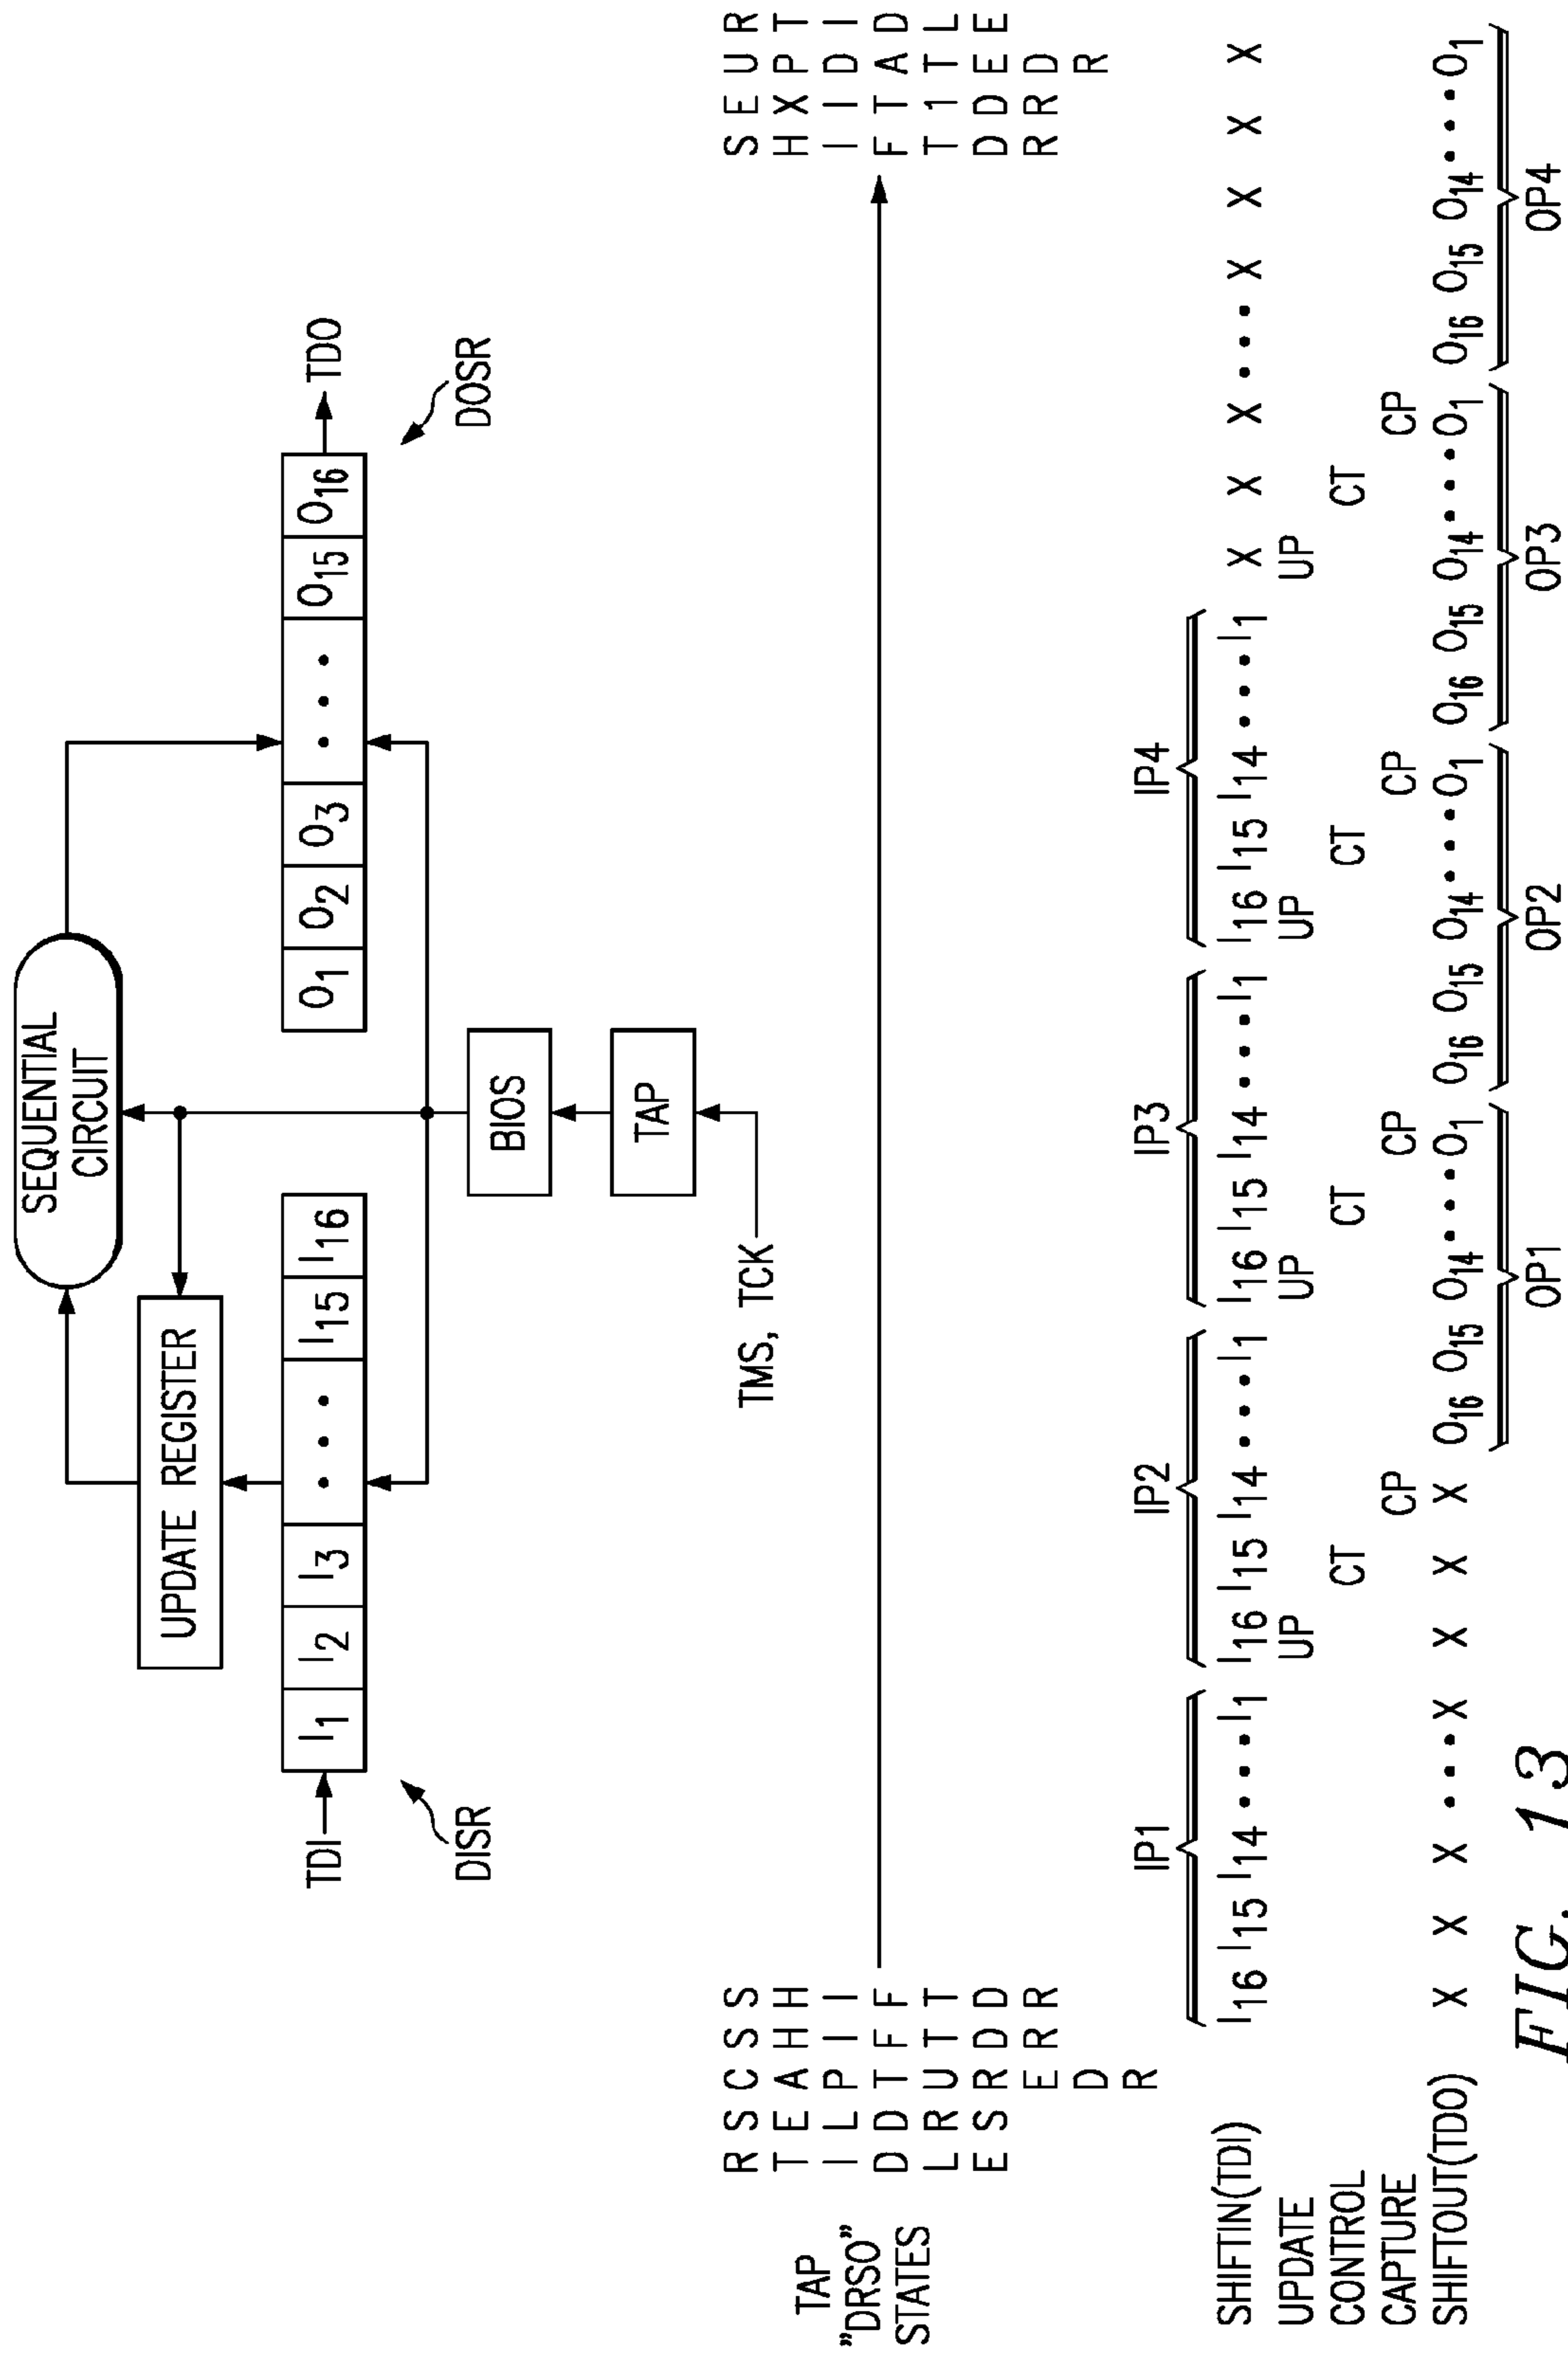 SEQUENTIAL
CIRCUIT
UPDATE REGISTER
TDI
I1 I2 I3 • • • I15 I16
O1 O2 O3 • • • O15 O16
TDO
DISR
DOSR
BIOS
TAP
TMS, TCK
TAP
"DRSO"
STATES
R S C S S
T E A H H
I L P I I
D D T F F
L R U T T
E S R D D
E R R
D
R
S E U R
H X P T
I I D I
F T A D
T 1 T L
D D E E
R R D
R
IP1 IP2 IP3 IP4
SHIFTIN(TDI) I16 I15 I14 • • • I1 I16 I15 I14 • • • I1 I16 I15 I14 • • • I1 I16 I15 I14 • • • I1 X X X • • • X X X X
UPDATE UP UP UP UP
CONTROL CT CT CT CT
CAPTURE CP CP CP CP
SHIFTOUT(TDO) X X X • • • X X X X O16 O15 O14 • • • O1 O16 O15 O14 • • • O1 O16 O15 O14 • • • O1 O16 O15 O14 • • • O1
OP1 OP2 OP3 OP4
FIG. 13